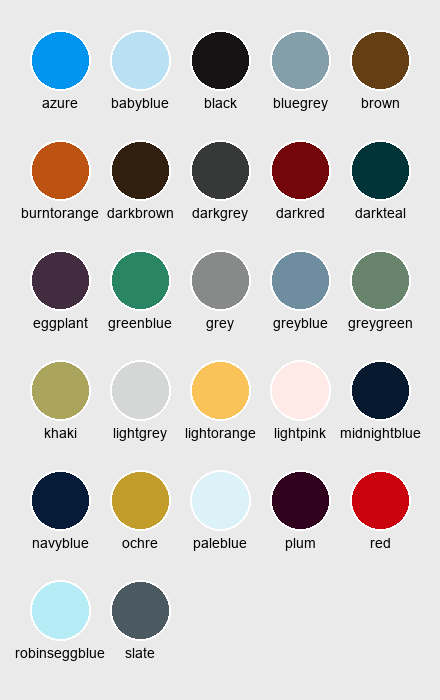 azure babyblue black bluegrey brown
burntorange darkbrown darkgrey darkred darkteal
eggplant greenblue grey greyblue greygreen
khaki lightgrey lightorange lightpink midnightblue
navyblue ochre paleblue plum red
robinseggblue slate